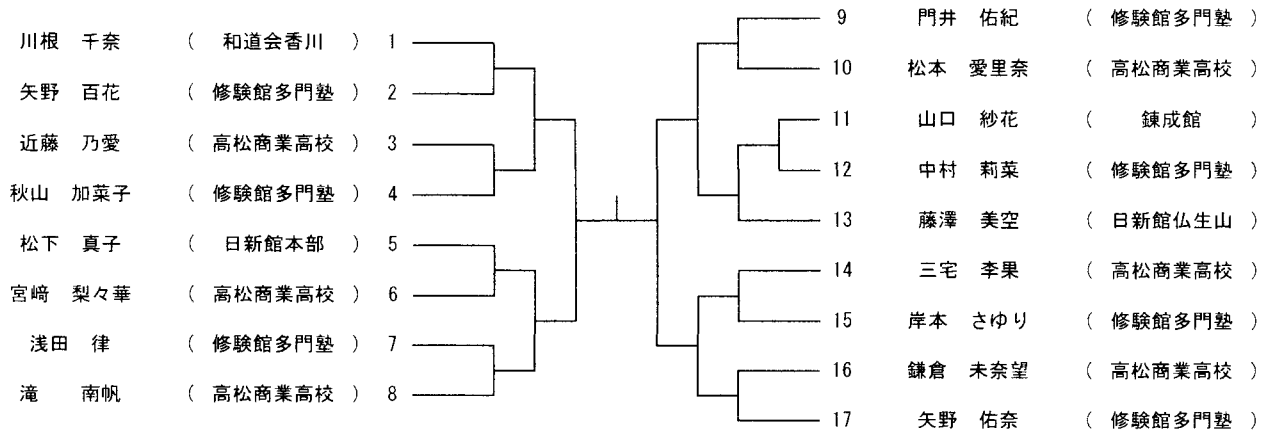 川根 千奈 ( 和道会香川 ) 1
矢野 百花 ( 修験館多門塾 ) 2
近藤 乃愛 ( 高松商業高校 ) 3
秋山 加菜子 ( 修験館多門塾 ) 4
松下 真子 ( 日新館本部 ) 5
宮﨑 梨々華 ( 高松商業高校 ) 6
浅田 律 ( 修験館多門塾 ) 7
滝 南帆 ( 高松商業高校 ) 8
9 門井 佑紀 ( 修験館多門塾 )
10 松本 愛里奈 ( 高松商業高校 )
11 山口 紗花 ( 錬成館 )
12 中村 莉菜 ( 修験館多門塾 )
13 藤澤 美空 ( 日新館仏生山 )
14 三宅 李果 ( 高松商業高校 )
15 岸本 さゆり ( 修験館多門塾 )
16 鎌倉 未奈望 ( 高松商業高校 )
17 矢野 佑奈 ( 修験館多門塾 )